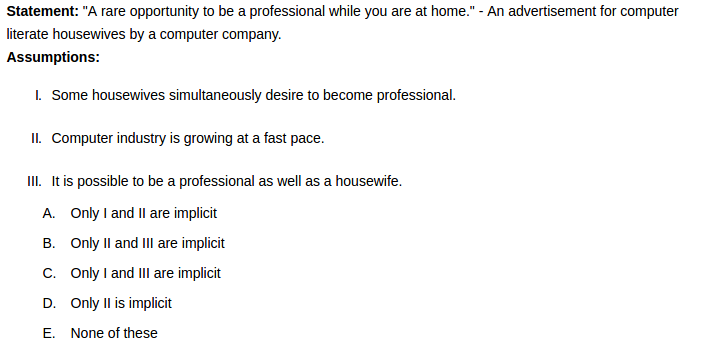 Statement: "A rare opportunity to be a professional while you are at home." - An advertisement for computer
literate housewives by a computer company.
Assumptions:
I. Some housewives simultaneously desire to become professional.
II. Computer industry is growing at a fast pace.
III. It is possible to be a professional as well as a housewife.
A. Only I and II are implicit
B. Only II and III are implicit
C. Only I and III are implicit
D. Only II is implicit
E. None of these